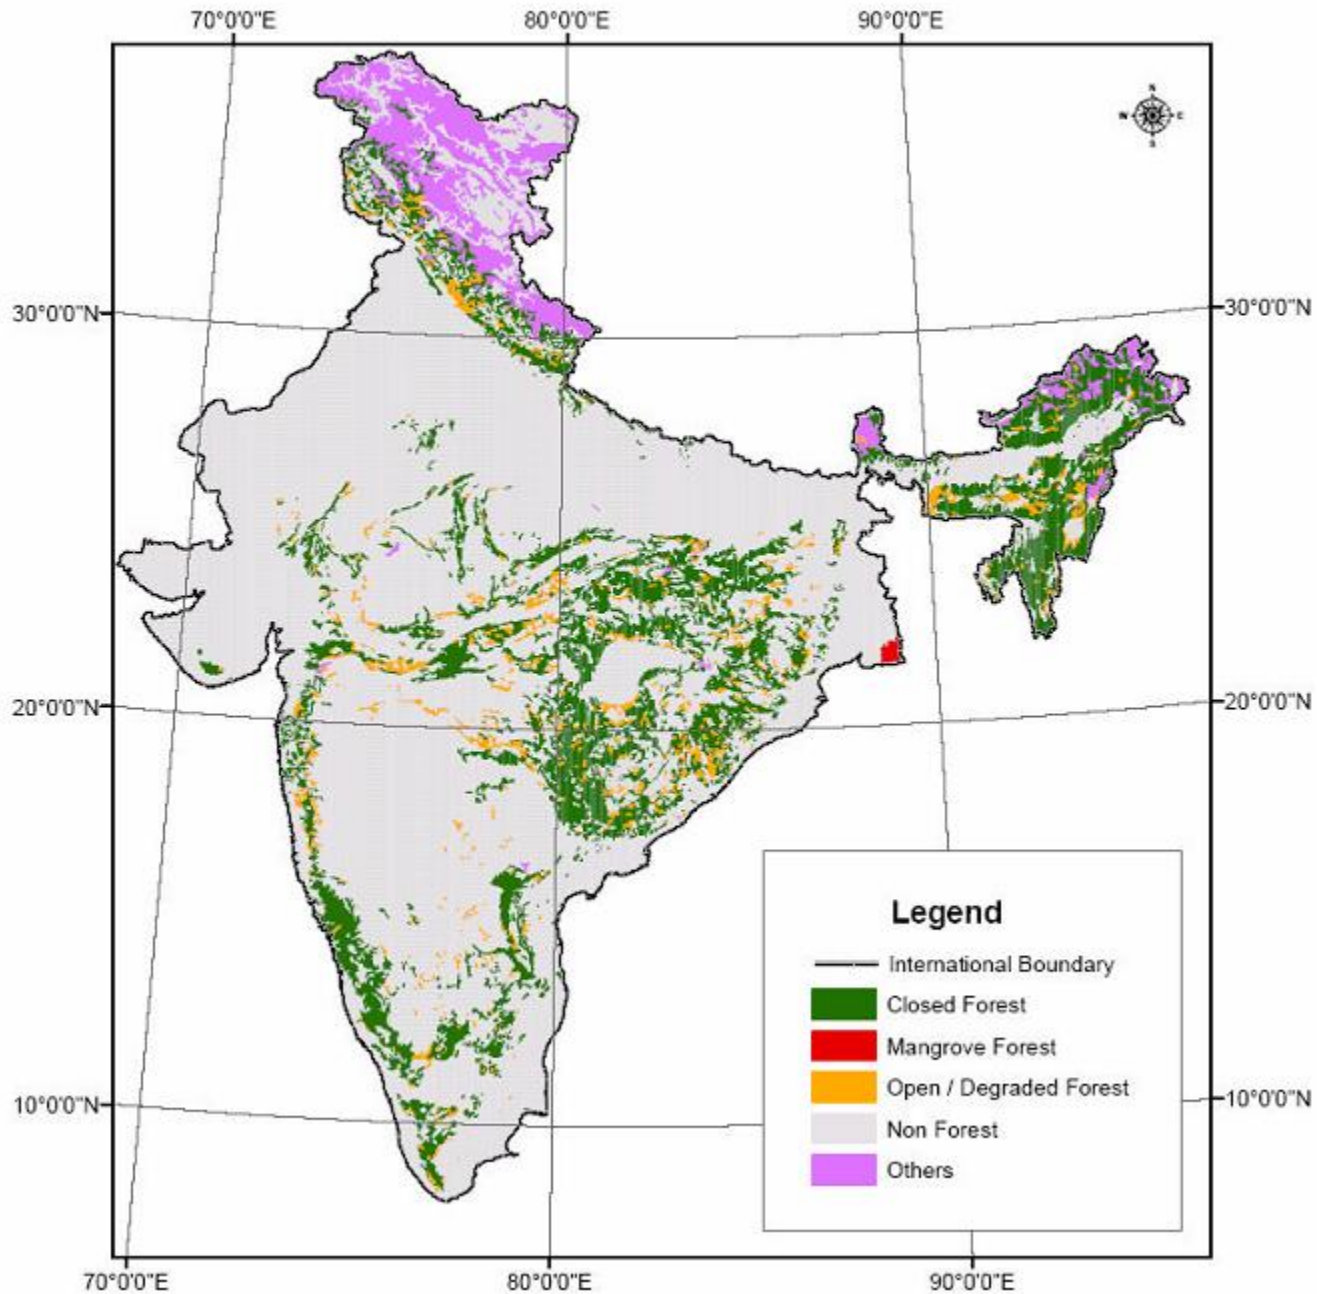 70°0'0"E 80°0'0"E 90°0'0"E
N
W E
S
30°0'0"N 30°0'0"N
20°0'0"N 20°0'0"N
Legend
International Boundary
Closed Forest
Mangrove Forest
Open / Degraded Forest
10°0'0"N 10°0'0"N
Non Forest
Others
70°0'0"E 80°0'0"E 90°0'0"E